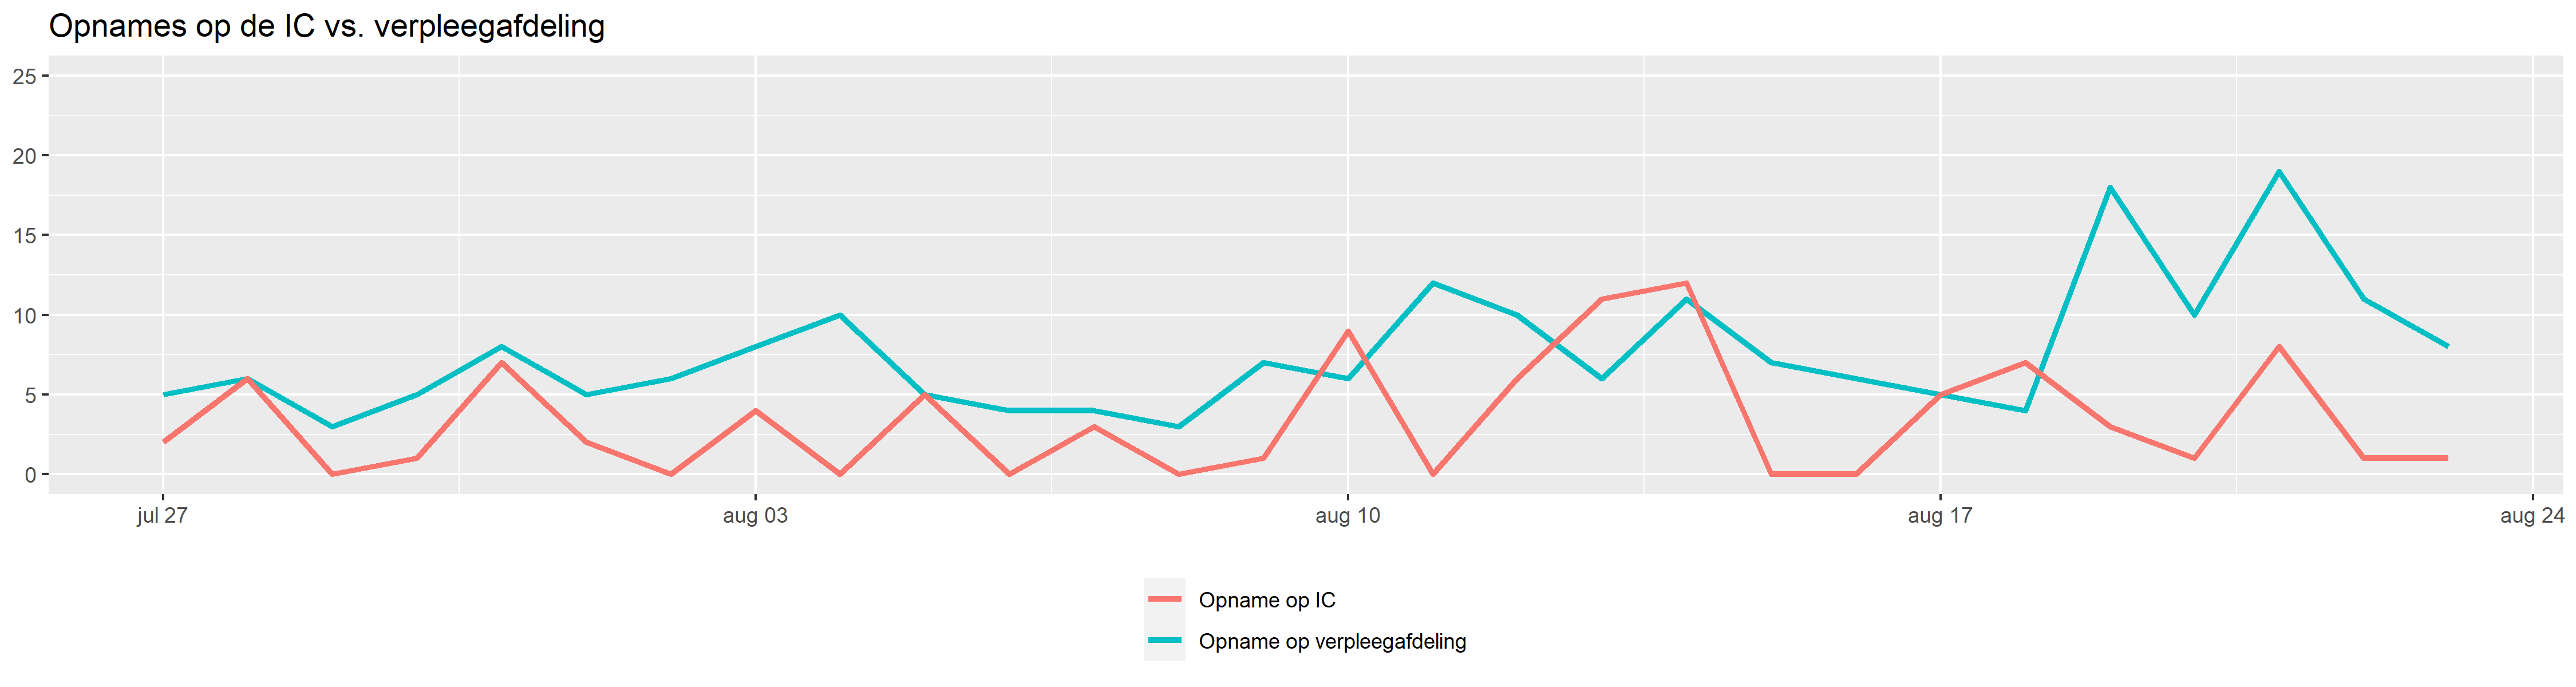 Opnames op de IC vs. verpleegafdeling
25
20
15
10
5
0
jul 27 aug 03 aug 10 aug 17 aug 24
Opname op IC
Opname op verpleegafdeling